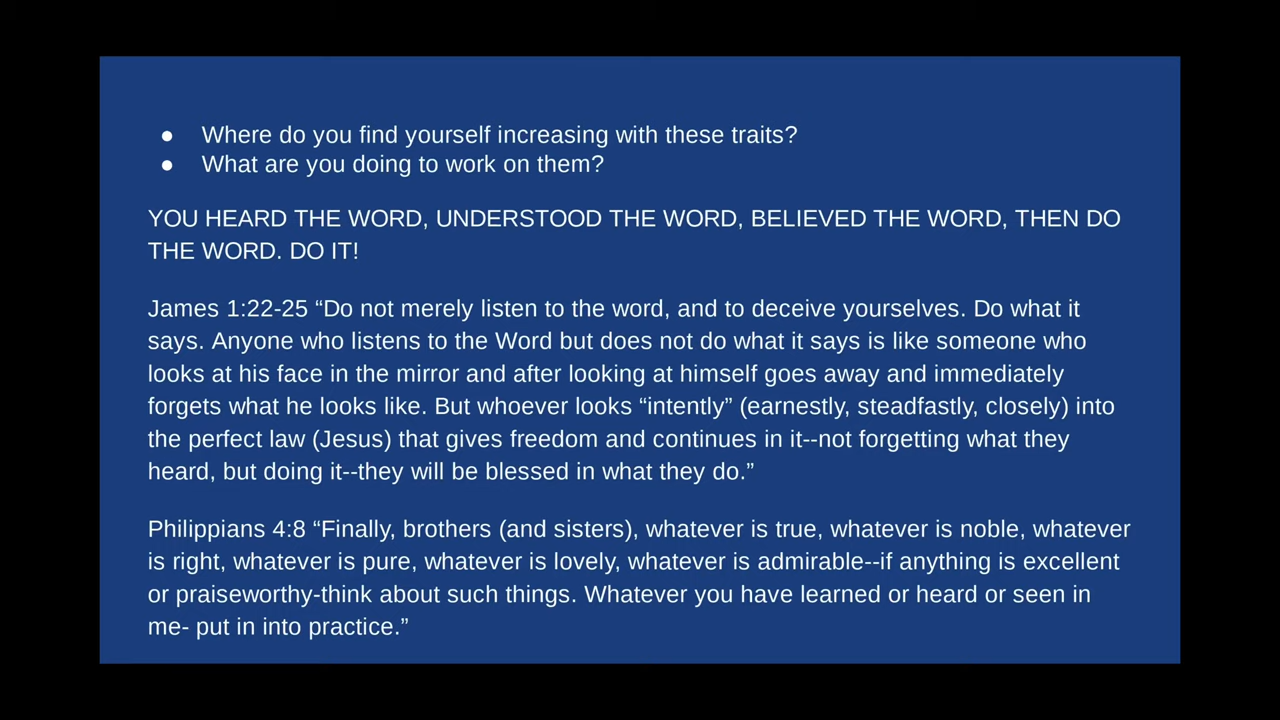 ● Where do you find yourself increasing with these traits?
● What are you doing to work on them?
YOU HEARD THE WORD, UNDERSTOOD THE WORD, BELIEVED THE WORD, THEN DO
THE WORD. DO IT!
James 1:22-25 “Do not merely listen to the word, and to deceive yourselves. Do what it
says. Anyone who listens to the Word but does not do what it says is like someone who
looks at his face in the mirror and after looking at himself goes away and immediately
forgets what he looks like. But whoever looks “intently” (earnestly, steadfastly, closely) into
the perfect law (Jesus) that gives freedom and continues in it--not forgetting what they
heard, but doing it--they will be blessed in what they do.”
Philippians 4:8 “Finally, brothers (and sisters), whatever is true, whatever is noble, whatever
is right, whatever is pure, whatever is lovely, whatever is admirable--if anything is excellent
or praiseworthy-think about such things. Whatever you have learned or heard or seen in
me- put in into practice.”